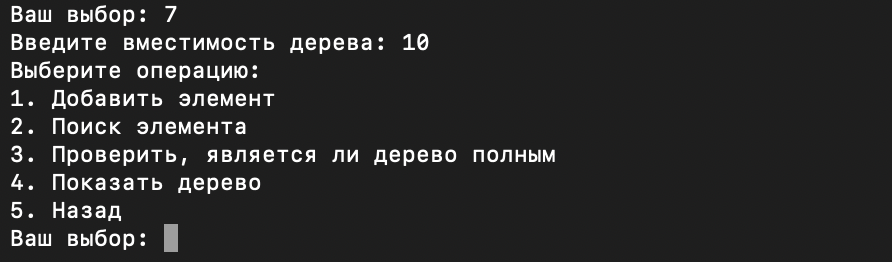 Ваш выбор: 7
Введите вместимость дерева: 10
Выберите операцию:
1. Добавить элемент
2. Поиск элемента
3. Проверить, является ли дерево полным
4. Показать дерево
5. Назад
Ваш выбор: